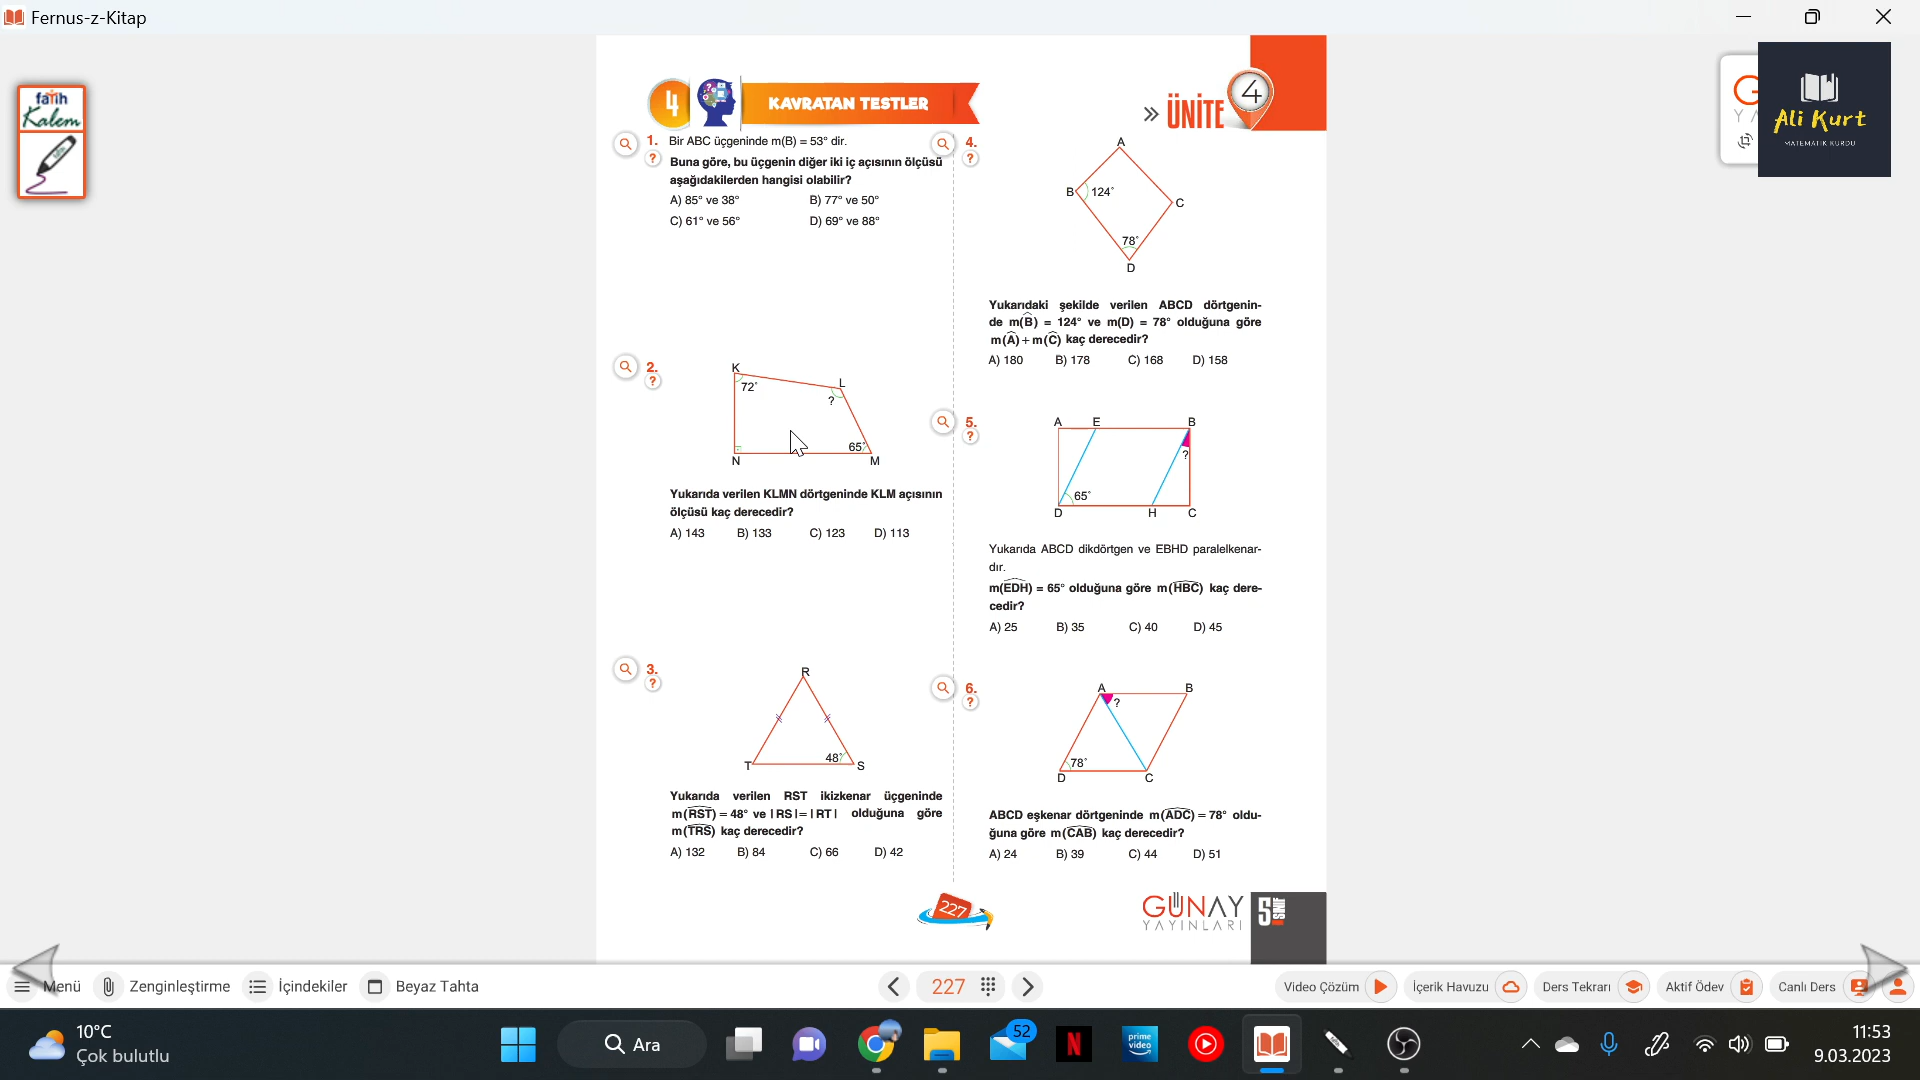 Fernus-z-Kitap
fatih
Kalem
4
KAVRATAN TESTLER
ÜNİTE
4
Ali Kurt
MATEMATİK KURDU
1. Bir ABC üçgeninde m(B) = 53° dir.
Buna göre, bu üçgenin diğer iki iç açısının ölçüsü
aşağıdakilerden hangisi olabilir?
A) 85° ve 38° B) 77° ve 50°
C) 61° ve 56° D) 69° ve 88°
2.
K
72°
L
?
65°
N
M
Yukarıda verilen KLMN dörtgeninde KLM açısının
ölçüsü kaç derecedir?
A) 143 B) 133 C) 123 D) 113
3.
R
48°
T
S
Yukarıda verilen RST ikizkenar üçgeninde
m(RST) = 48° ve |RS| = |RT| olduğuna göre
m(TRS) kaç derecedir?
A) 132 B) 84 C) 66 D) 42
4.
A
B
124°
C
78°
D
Yukarıdaki şekilde verilen ABCD dörtgenin-
de m(B) = 124° ve m(D) = 78° olduğuna göre
m(A) + m(C) kaç derecedir?
A) 180 B) 178 C) 168 D) 158
5.
A E B
?
65°
D H C
Yukarıda ABCD dikdörtgen ve EBHD paralelkenar-
dır.
m(EDH) = 65° olduğuna göre m(HBC) kaç dere-
cedir?
A) 25 B) 35 C) 40 D) 45
6.
A B
?
78°
D C
ABCD eşkenar dörtgeninde m(ADC) = 78° oldu-
ğuna göre m(CAB) kaç derecedir?
A) 24 B) 39 C) 44 D) 51
227
GÜNAY
YAYINLARI
5. SINIF
Menü Zenginleştirme İçindekiler Beyaz Tahta
227
Video Çözüm İçerik Havuzu Ders Tekrarı Aktif Ödev Canlı Ders
10°C
Çok bulutlu
Ara
52
prime
video
11:53
9.03.2023